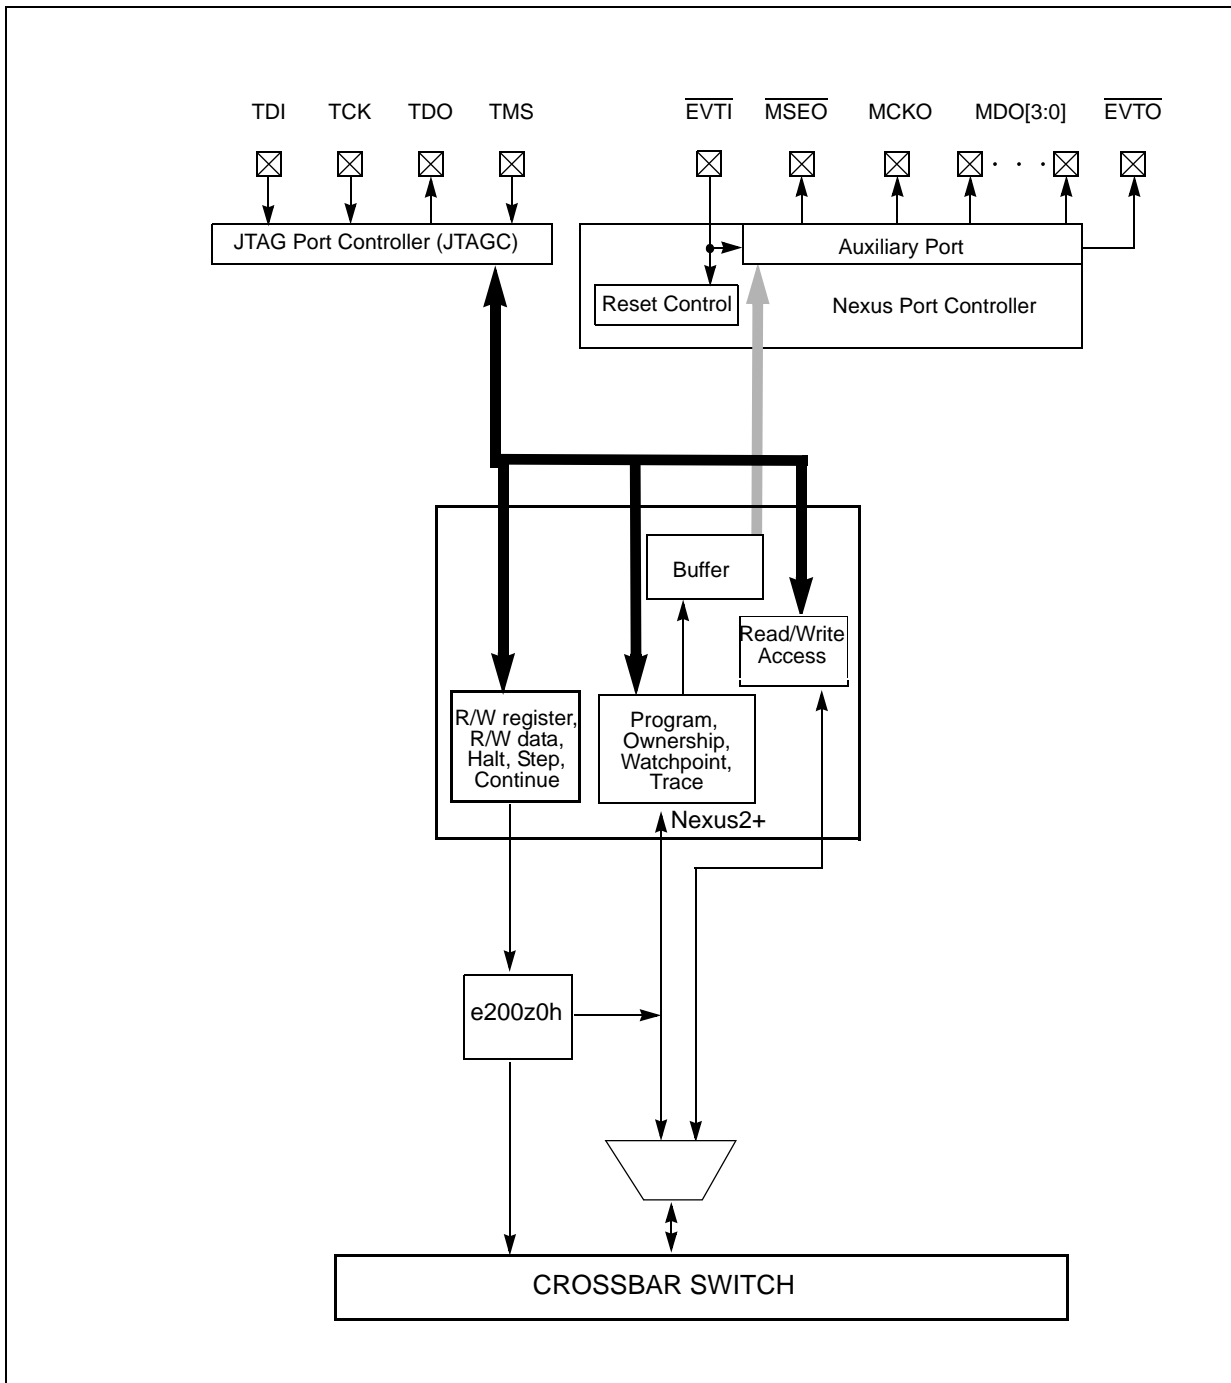 TDI TCK TDO TMS EVTI MSEO MCKO MDO[3:0] EVTO
JTAG Port Controller (JTAGC)
Auxiliary Port
Reset Control
Nexus Port Controller
Buffer
Read/Write
Access
R/W register,
R/W data,
Halt, Step,
Continue
Program,
Ownership,
Watchpoint,
Trace
Nexus2+
e200z0h
CROSSBAR SWITCH